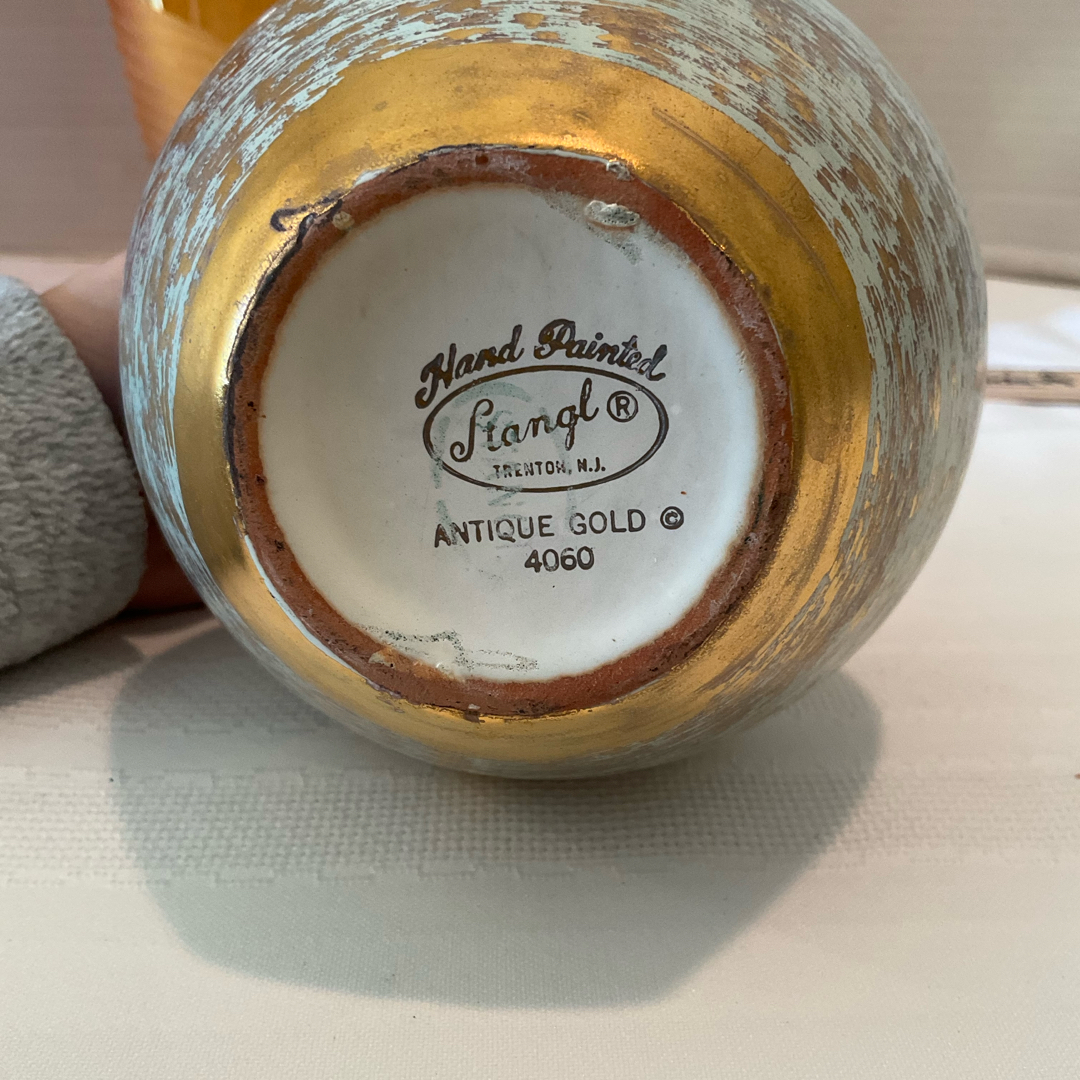 Hand Painted
Stangl ®
TRENTON, N.J.
ANTIQUE GOLD ©
4060